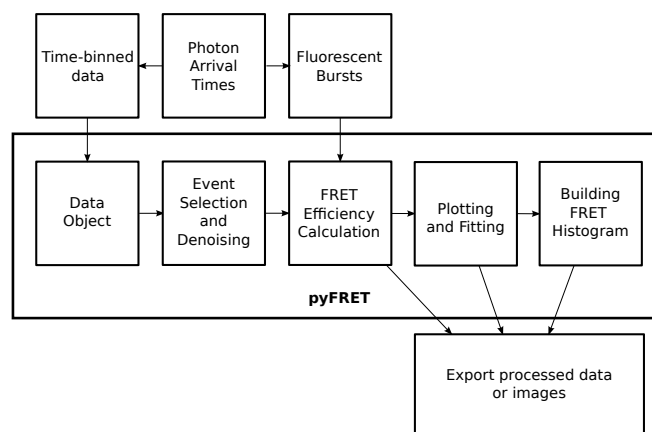 Time-binned
data
Photon
Arrival
Times
Fluorescent
Bursts
Data
Object
Event
Selection
and
Denoising
FRET
Efficiency
Calculation
Plotting
and Fitting
Building
FRET
Histogram
pyFRET
Export processed data
or images